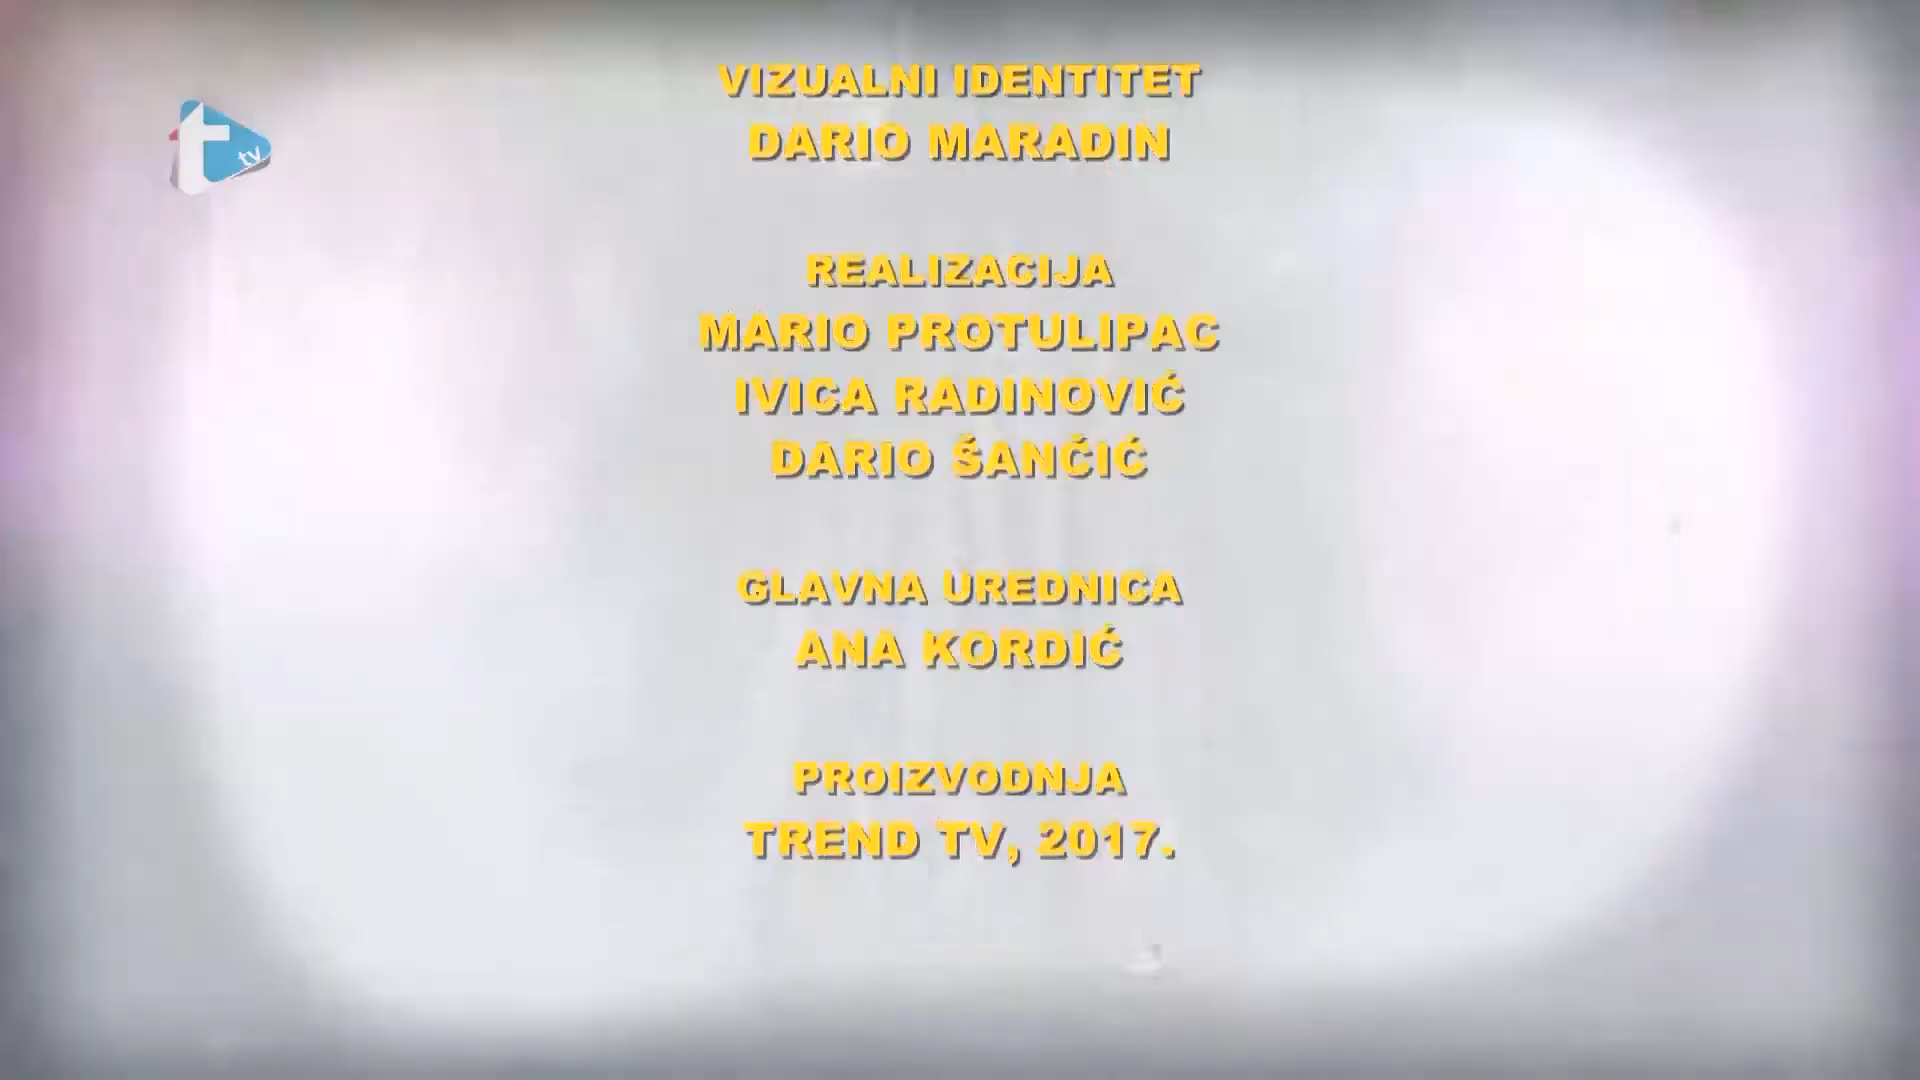 t tv
VIZUALNI IDENTITET
DARIO MARADIN
REALIZACIJA
MARIO PROTULIPAC
IVICA RADINOVIĆ
DARIO ŠANČIĆ
GLAVNA UREDNICA
ANA KORDIĆ
PROIZVODNJA
TREND TV, 2017.